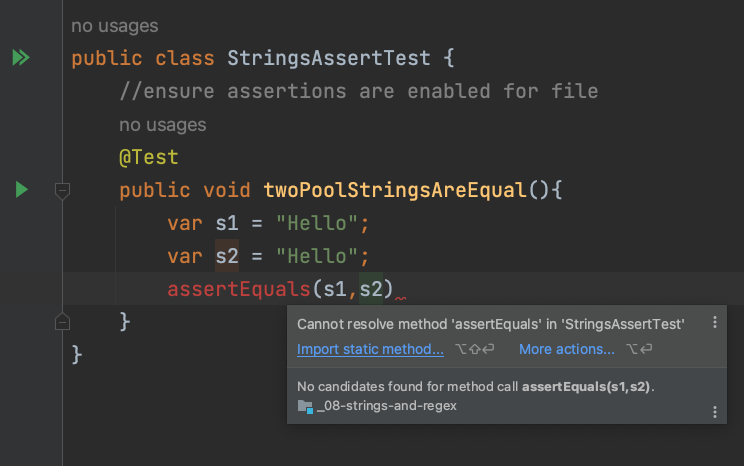 no usages
public class StringsAssertTest {
//ensure assertions are enabled for file
no usages
@Test
public void twoPoolStringsAreEqual(){
var s1 = "Hello";
var s2 = "Hello";
assertEquals(s1,s2)
}
}
Cannot resolve method 'assertEquals' in 'StringsAssertTest'
Import static method... ⌥⇧⏎ More actions... ⌥⏎
No candidates found for method call assertEquals(s1,s2).
_08-strings-and-regex